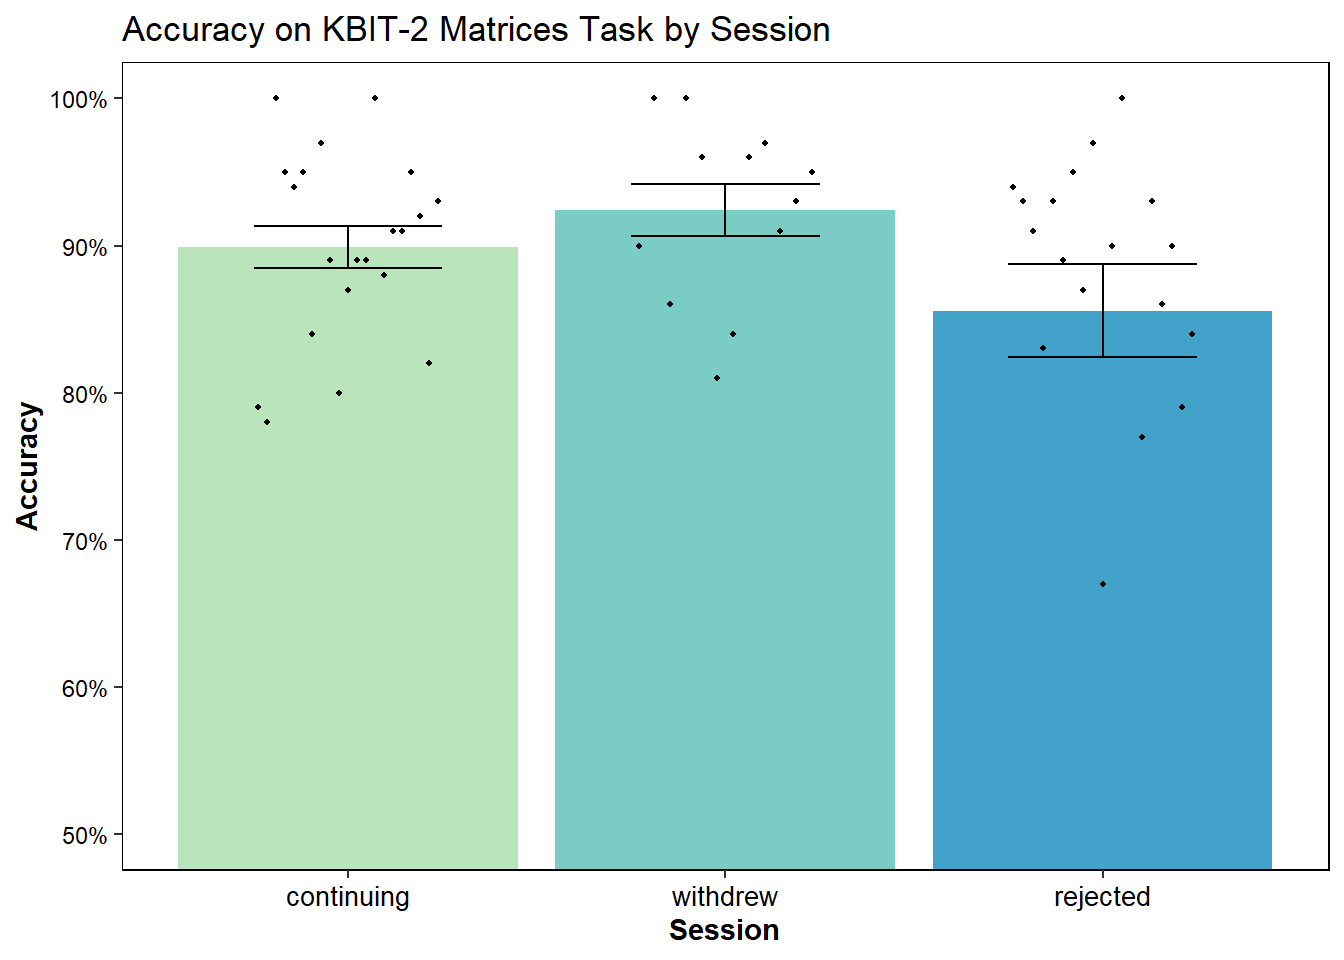 Accuracy on KBIT-2 Matrices Task by Session
100%
90%
80%
70%
60%
50%
Accuracy
continuing
withdrew
rejected
Session